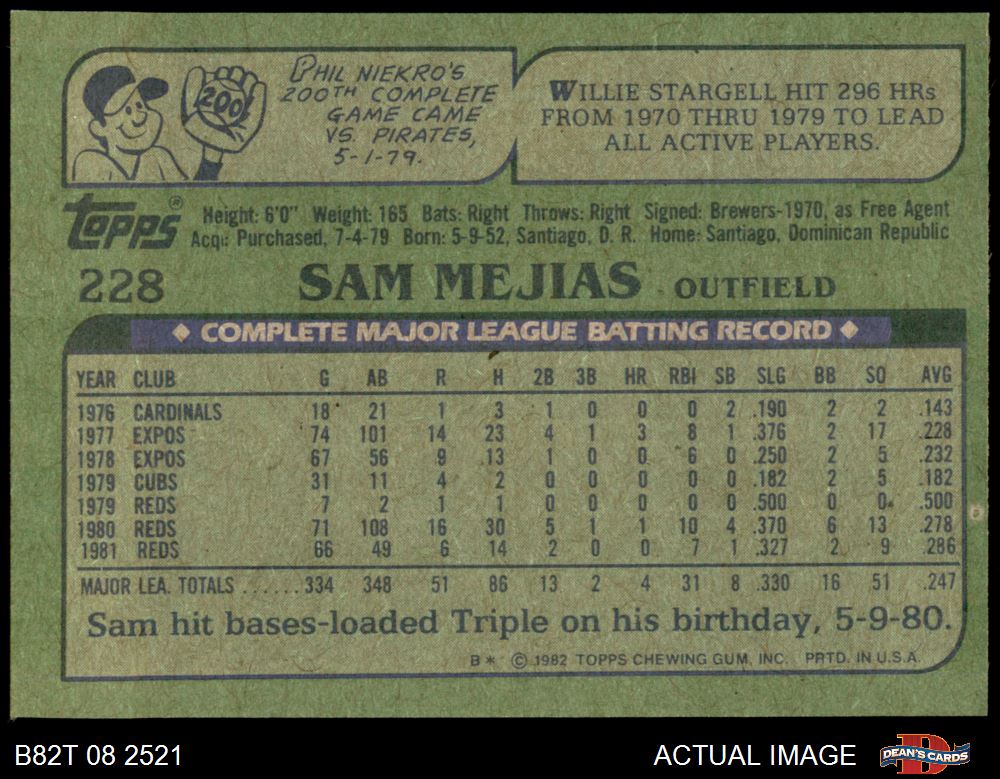 PHIL NIEKRO'S
200TH COMPLETE
GAME CAME
VS. PIRATES,
5-1-79.
200
WILLIE STARGELL HIT 296 HRs
FROM 1970 THRU 1979 TO LEAD
ALL ACTIVE PLAYERS.
TOPPS®
Height: 6'0" Weight: 165 Bats: Right Throws: Right Signed: Brewers-1970, as Free Agent
Acq: Purchased, 7-4-79 Born: 5-9-52, Santiago, D. R. Home: Santiago, Dominican Republic
228 SAM MEJIAS OUTFIELD
◆ COMPLETE MAJOR LEAGUE BATTING RECORD ◆
YEAR CLUB G AB R H 2B 3B HR RBI SB SLG BB SO AVG
1976 CARDINALS 18 21 1 3 1 0 0 0 2 .190 2 2 .143
1977 EXPOS 74 101 14 23 4 1 3 8 1 .376 2 17 .228
1978 EXPOS 67 56 9 13 1 0 0 6 0 .250 2 5 .232
1979 CUBS 31 11 4 2 0 0 0 0 0 .182 2 5 .182
1979 REDS 7 2 1 1 0 0 0 0 0 .500 0 0 .500
1980 REDS 71 108 16 30 5 1 1 10 4 .370 6 13 .278
1981 REDS 66 49 6 14 2 0 0 7 1 .327 2 9 .286
MAJOR LEA. TOTALS ...... 334 348 51 86 13 2 4 31 8 .330 16 51 .247
Sam hit bases-loaded Triple on his birthday, 5-9-80.
B* © 1982 TOPPS CHEWING GUM, INC. PRTD. IN U.S.A.
B82T 08 2521
ACTUAL IMAGE
DEAN'S CARDS